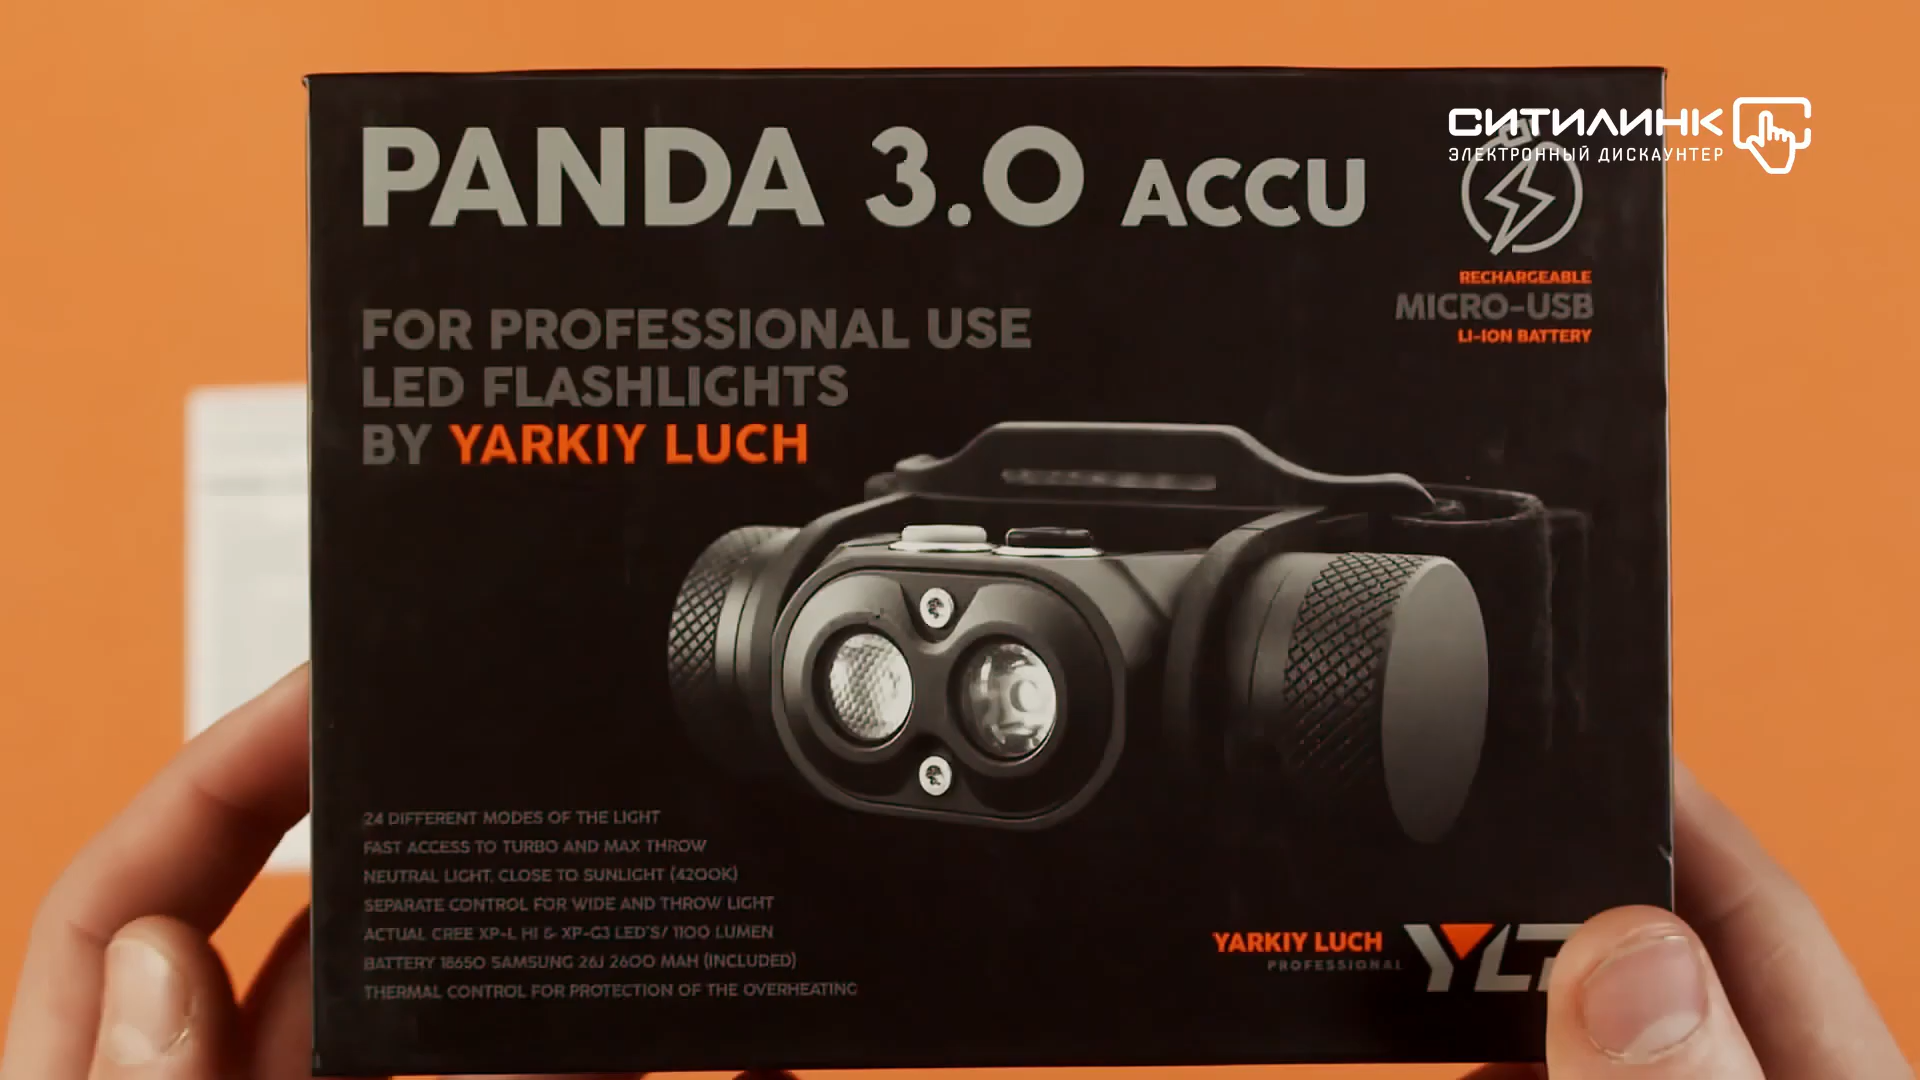 СИТИЛИНК
ЭЛЕКТРОННЫЙ ДИСКАУНТЕР
PANDA 3.0 ACCU
RECHARGEABLE
MICRO-USB
LI-ION BATTERY
FOR PROFESSIONAL USE
LED FLASHLIGHTS
BY YARKIY LUCH
24 DIFFERENT MODES OF THE LIGHT
FAST ACCESS TO TURBO AND MAX THROW
NEUTRAL LIGHT, CLOSE TO SUNLIGHT (4200K)
SEPARATE CONTROL FOR WIDE AND THROW LIGHT
ACTUAL CREE XP-L HI & XP-G3 LED'S/ 1100 LUMEN
BATTERY 18650 SAMSUNG 26J 2600 MAH (INCLUDED)
THERMAL CONTROL FOR PROTECTION OF THE OVERHEATING
YARKIY LUCH
PROFESSIONAL